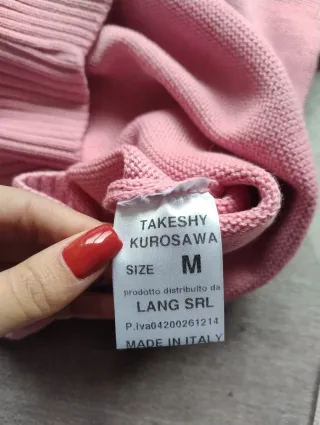 TAKESHY
KUROSAWA
SIZE M
prodotto distribuito da
LANG SRL
P.iva04200261214
MADE IN ITALY